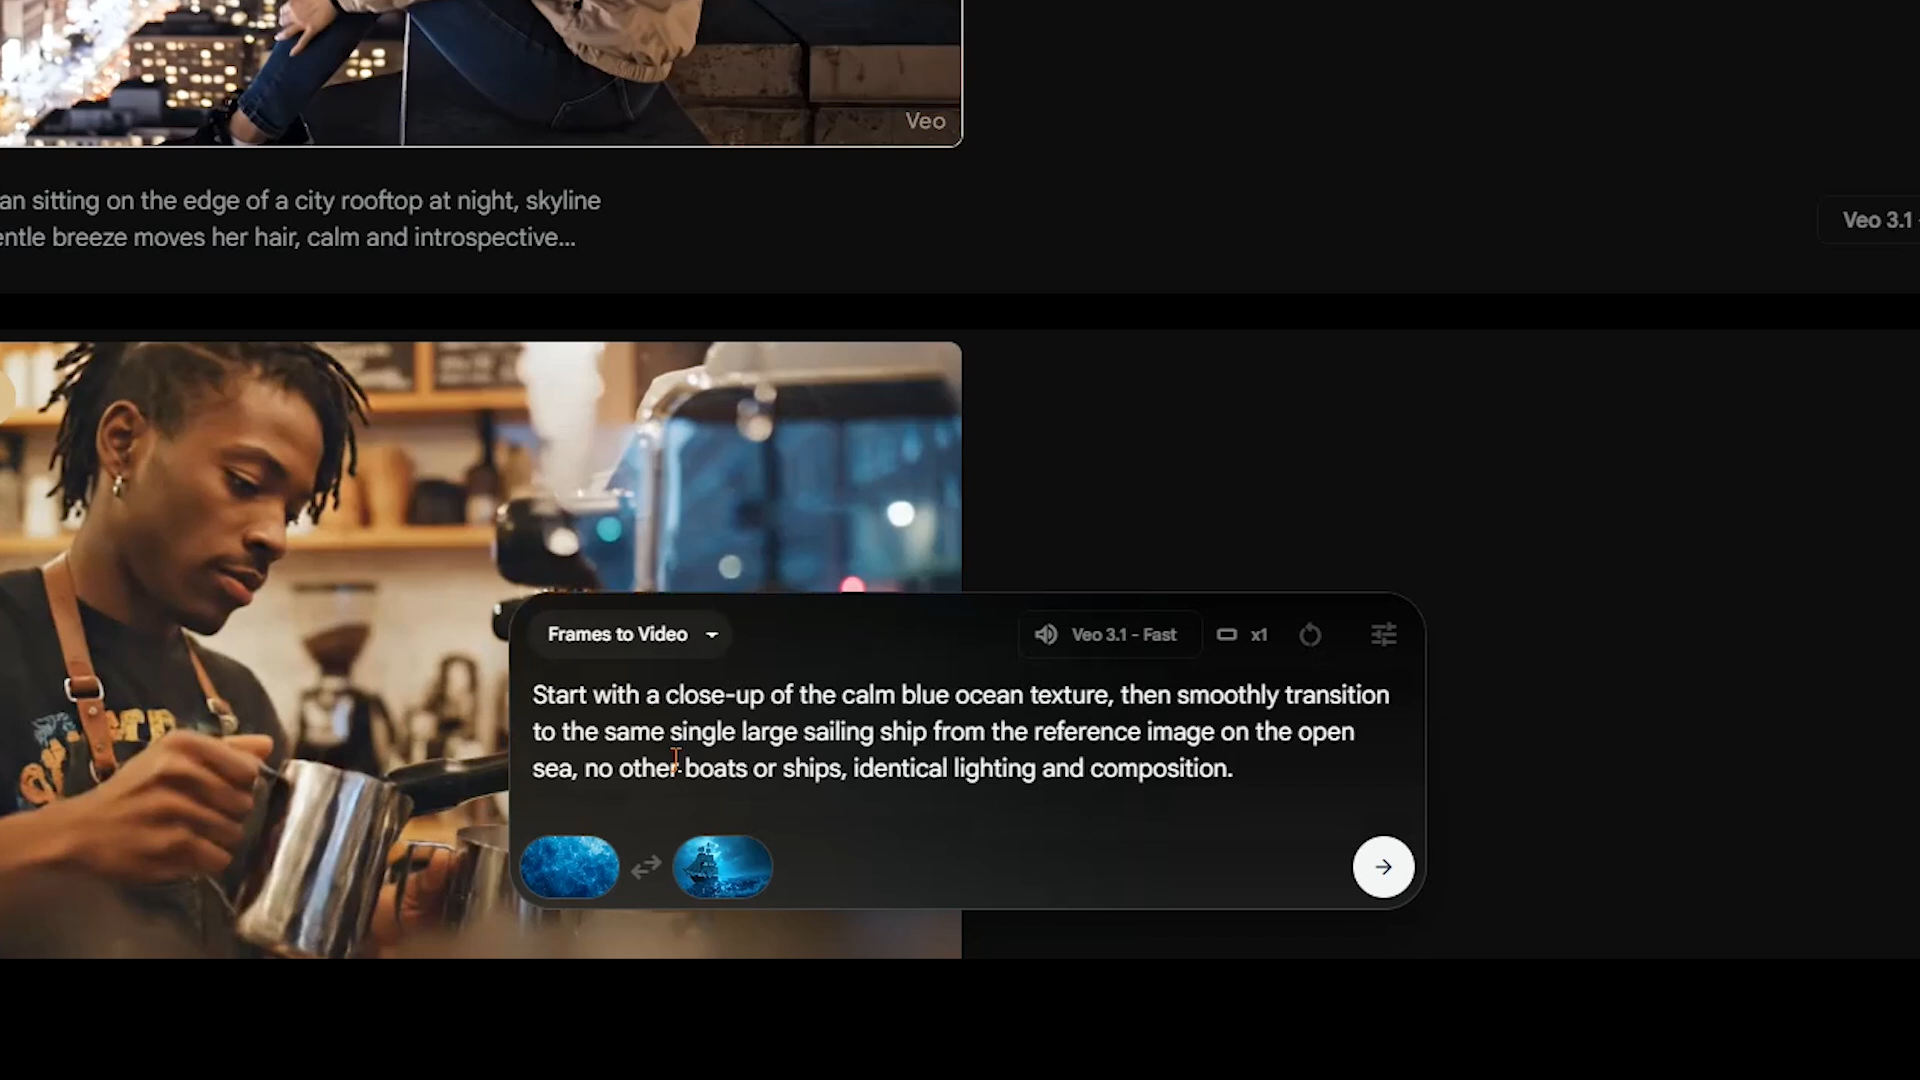 Veo
an sitting on the edge of a city rooftop at night, skyline
entle breeze moves her hair, calm and introspective...
Veo 3.1
Frames to Video
Veo 3.1 - Fast
x1
Start with a close-up of the calm blue ocean texture, then smoothly transition
to the same single large sailing ship from the reference image on the open
sea, no other boats or ships, identical lighting and composition.